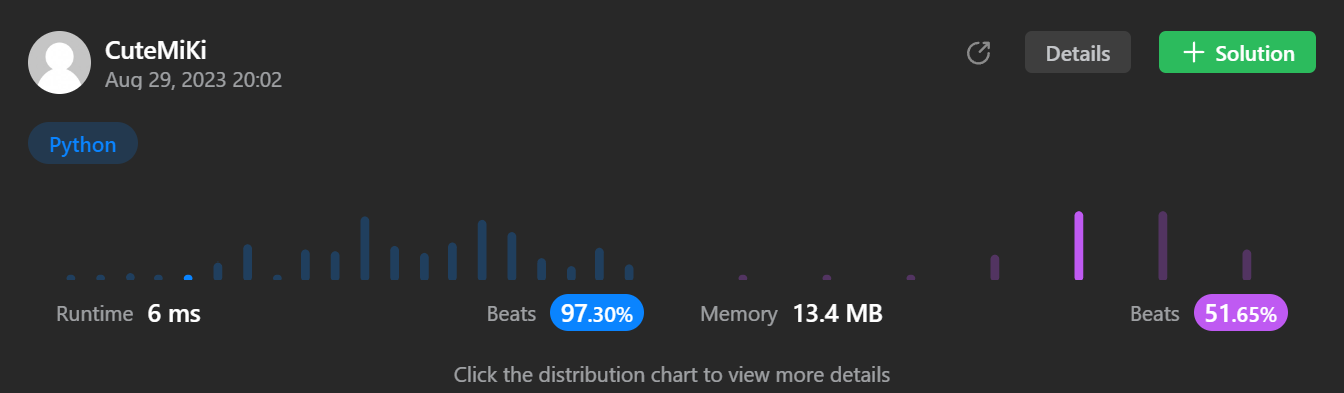 CuteMiKi
Aug 29, 2023 20:02
Details
Solution
Python
Runtime 6 ms
Beats 97.30%
Memory 13.4 MB
Beats 51.65%
Click the distribution chart to view more details